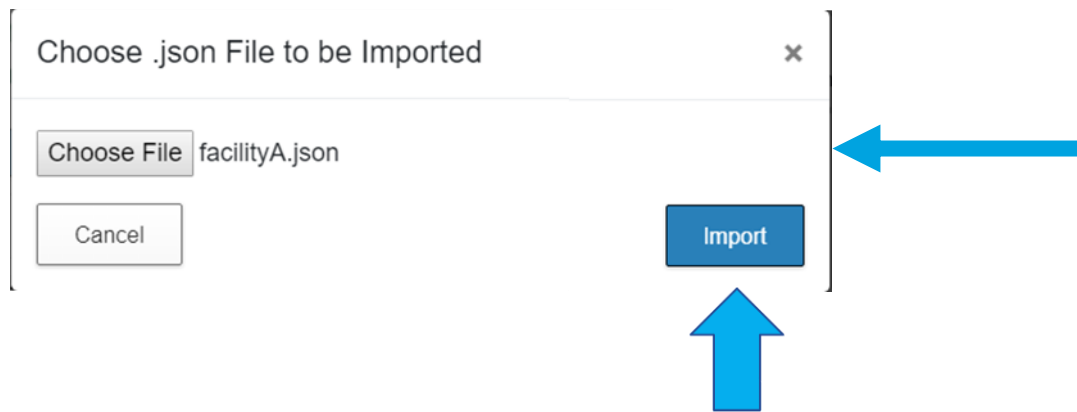 Choose .json File to be Imported ×
Choose File facilityA.json
Cancel Import